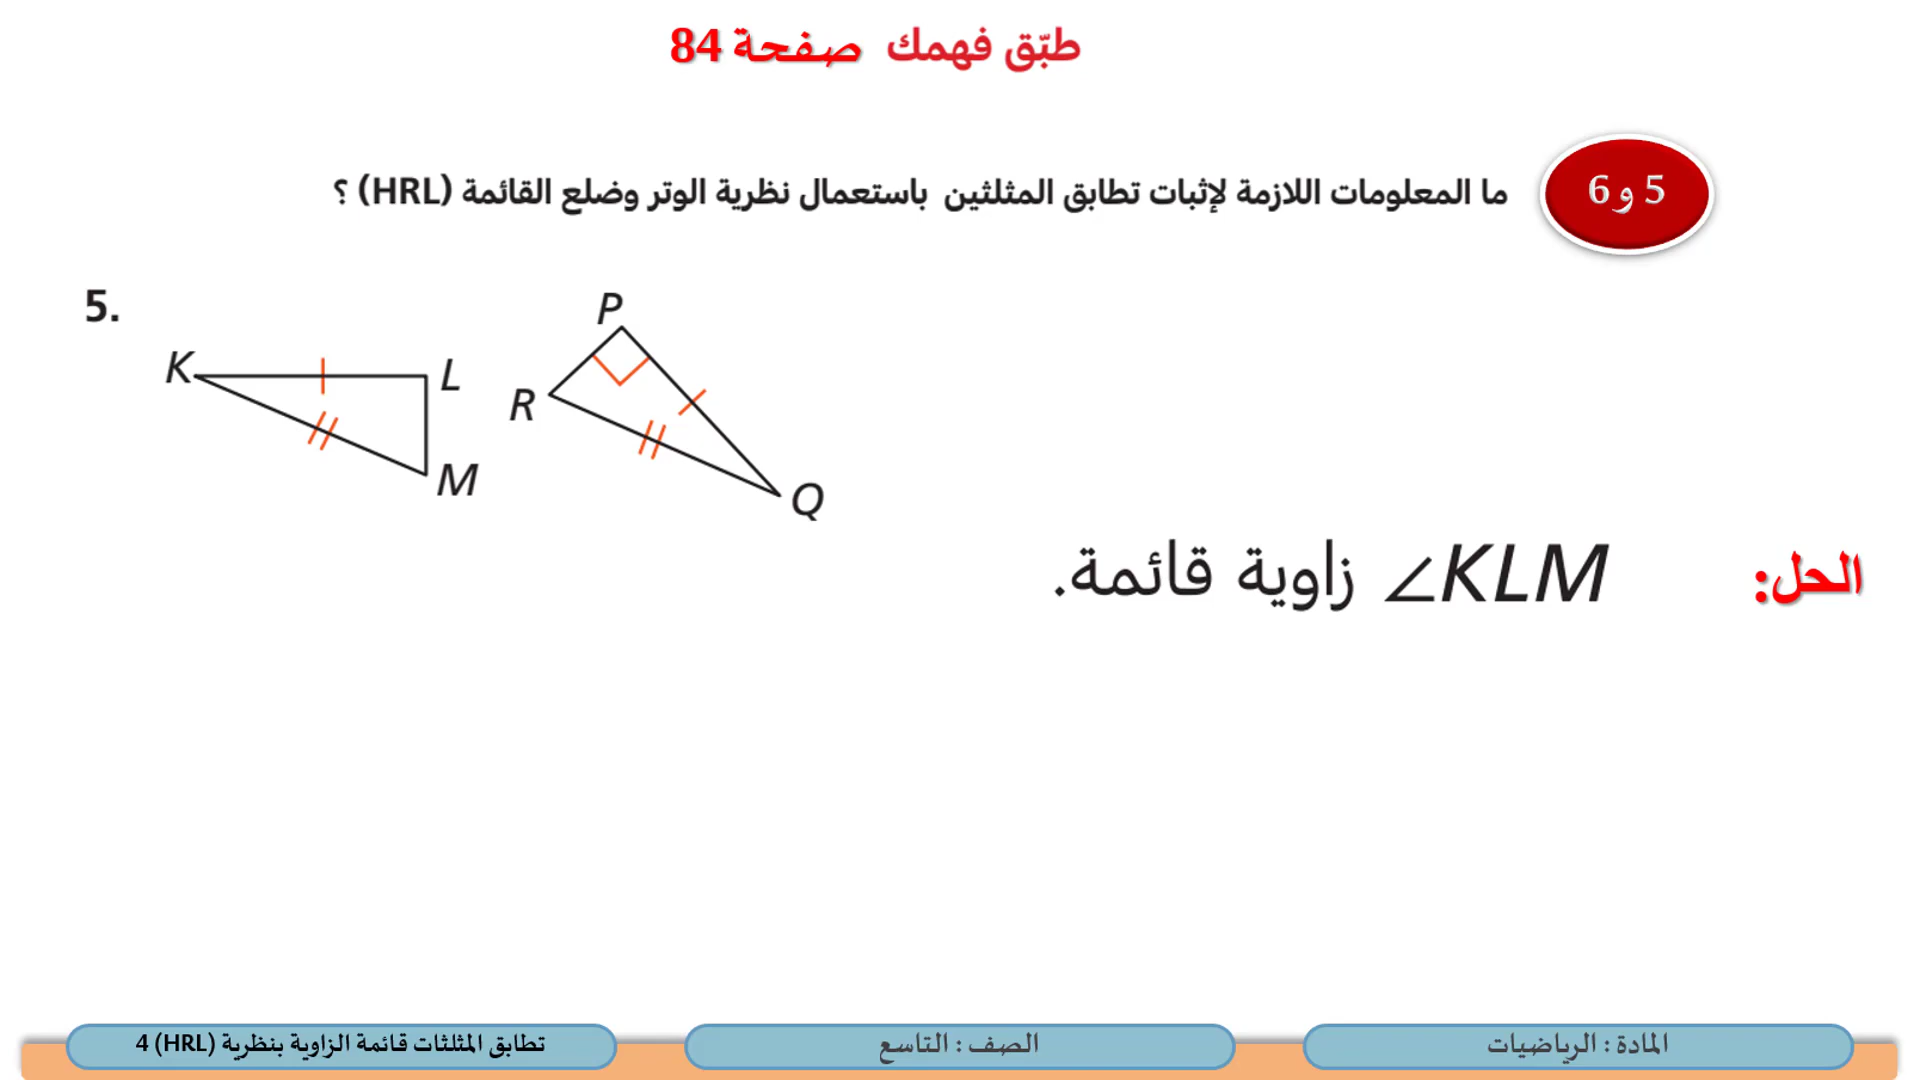 طبّق فهمك صفحة 84
5 و 6
ما المعلومات اللازمة لإثبات تطابق المثلثين باستعمال نظرية الوتر وضلع القائمة (HRL) ؟
5.
K
L
M
P
R
Q
الحل:
∠KLM زاوية قائمة.
المادة : الرياضيات
الصف : التاسع
تطابق المثلثات قائمة الزاوية بنظرية (HRL) 4